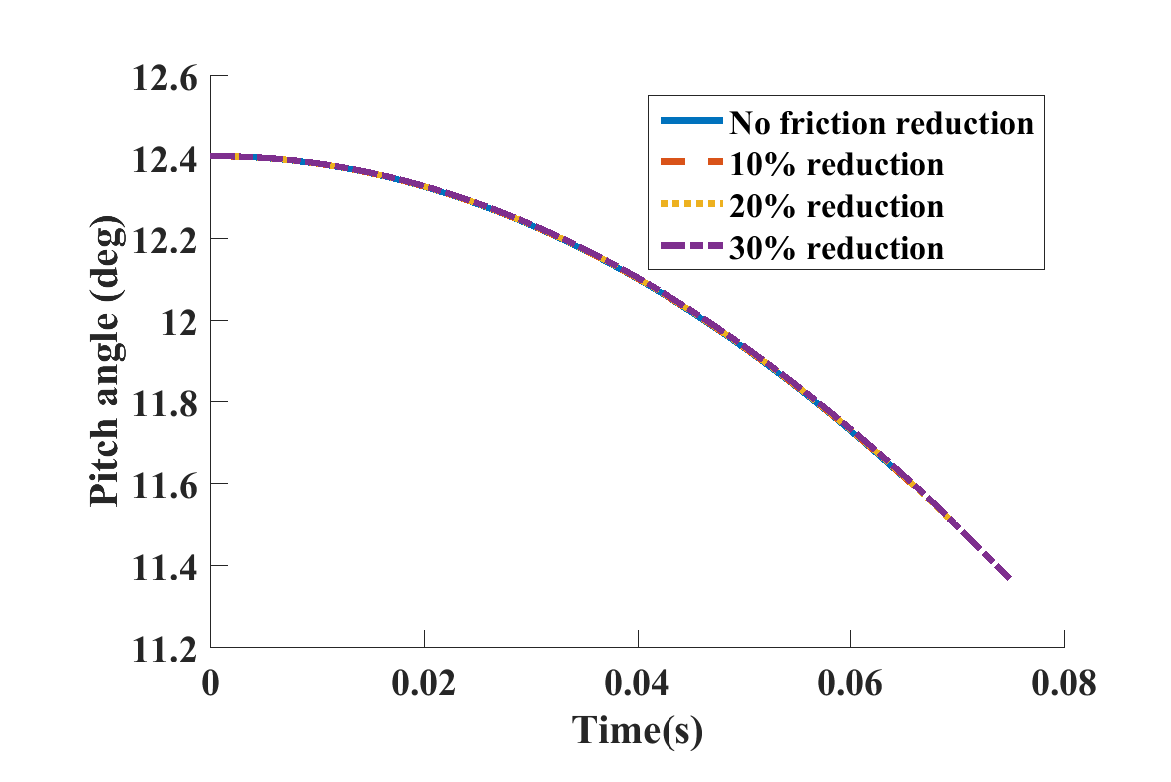 12.6
12.4
12.2
12
11.8
11.6
11.4
11.2
Pitch angle (deg)
No friction reduction
10% reduction
20% reduction
30% reduction
0 0.02 0.04 0.06 0.08
Time(s)